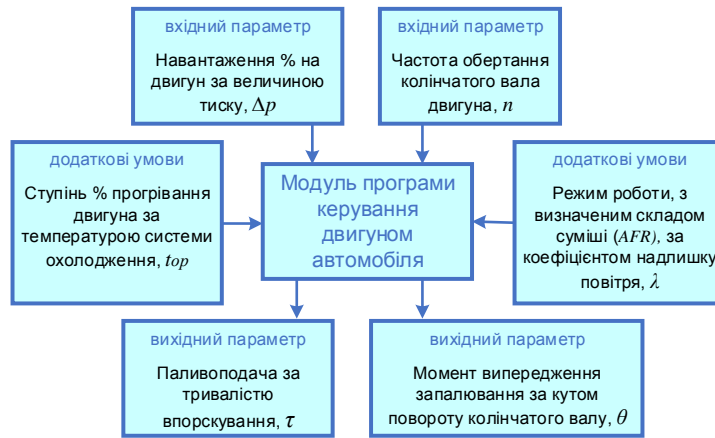 вхідний параметр
Навантаження % на
двигун за величиною
тиску, Δp
вхідний параметр
Частота обертання
колінчатого вала
двигуна, n
додаткові умови
Ступінь % прогрівання
двигуна за
температурою системи
охолодження, top
Модуль програми
керування
двигуном
автомобіля
додаткові умови
Режим роботи, з
визначеним складом
суміші (AFR), за
коефіцієнтом надлишку
повітря, λ
вихідний параметр
Паливоподача за
тривалістю
впорскування, τ
вихідний параметр
Момент випередження
запалювання за кутом
повороту колінчатого валу, θ